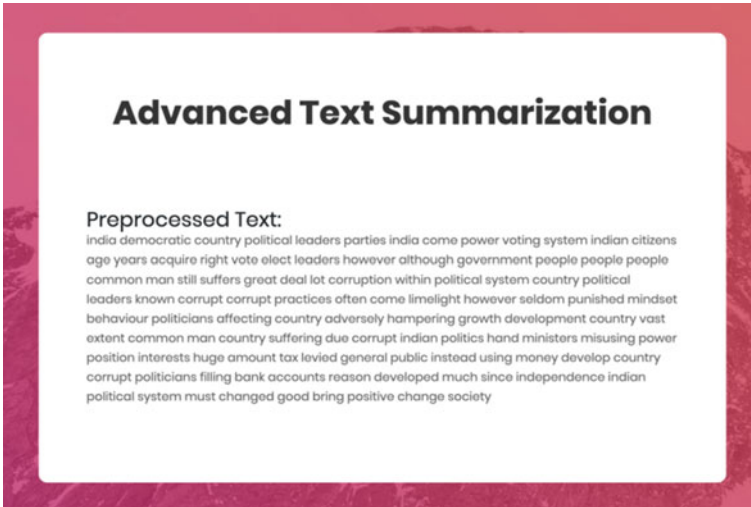 Advanced Text Summarization
Preprocessed Text:
india democratic country political leaders parties india come power voting system indian citizens
age years acquire right vote elect leaders however although government people people people
common man still suffers great deal lot corruption within political system country political
leaders known corrupt corrupt practices often come limelight however seldom punished mindset
behaviour politicians affecting country adversely hampering growth development country vast
extent common man country suffering due corrupt indian politics hand ministers misusing power
position interests huge amount tax levied general public instead using money develop country
corrupt politicians filling bank accounts reason developed much since independence indian
political system must changed good bring positive change society